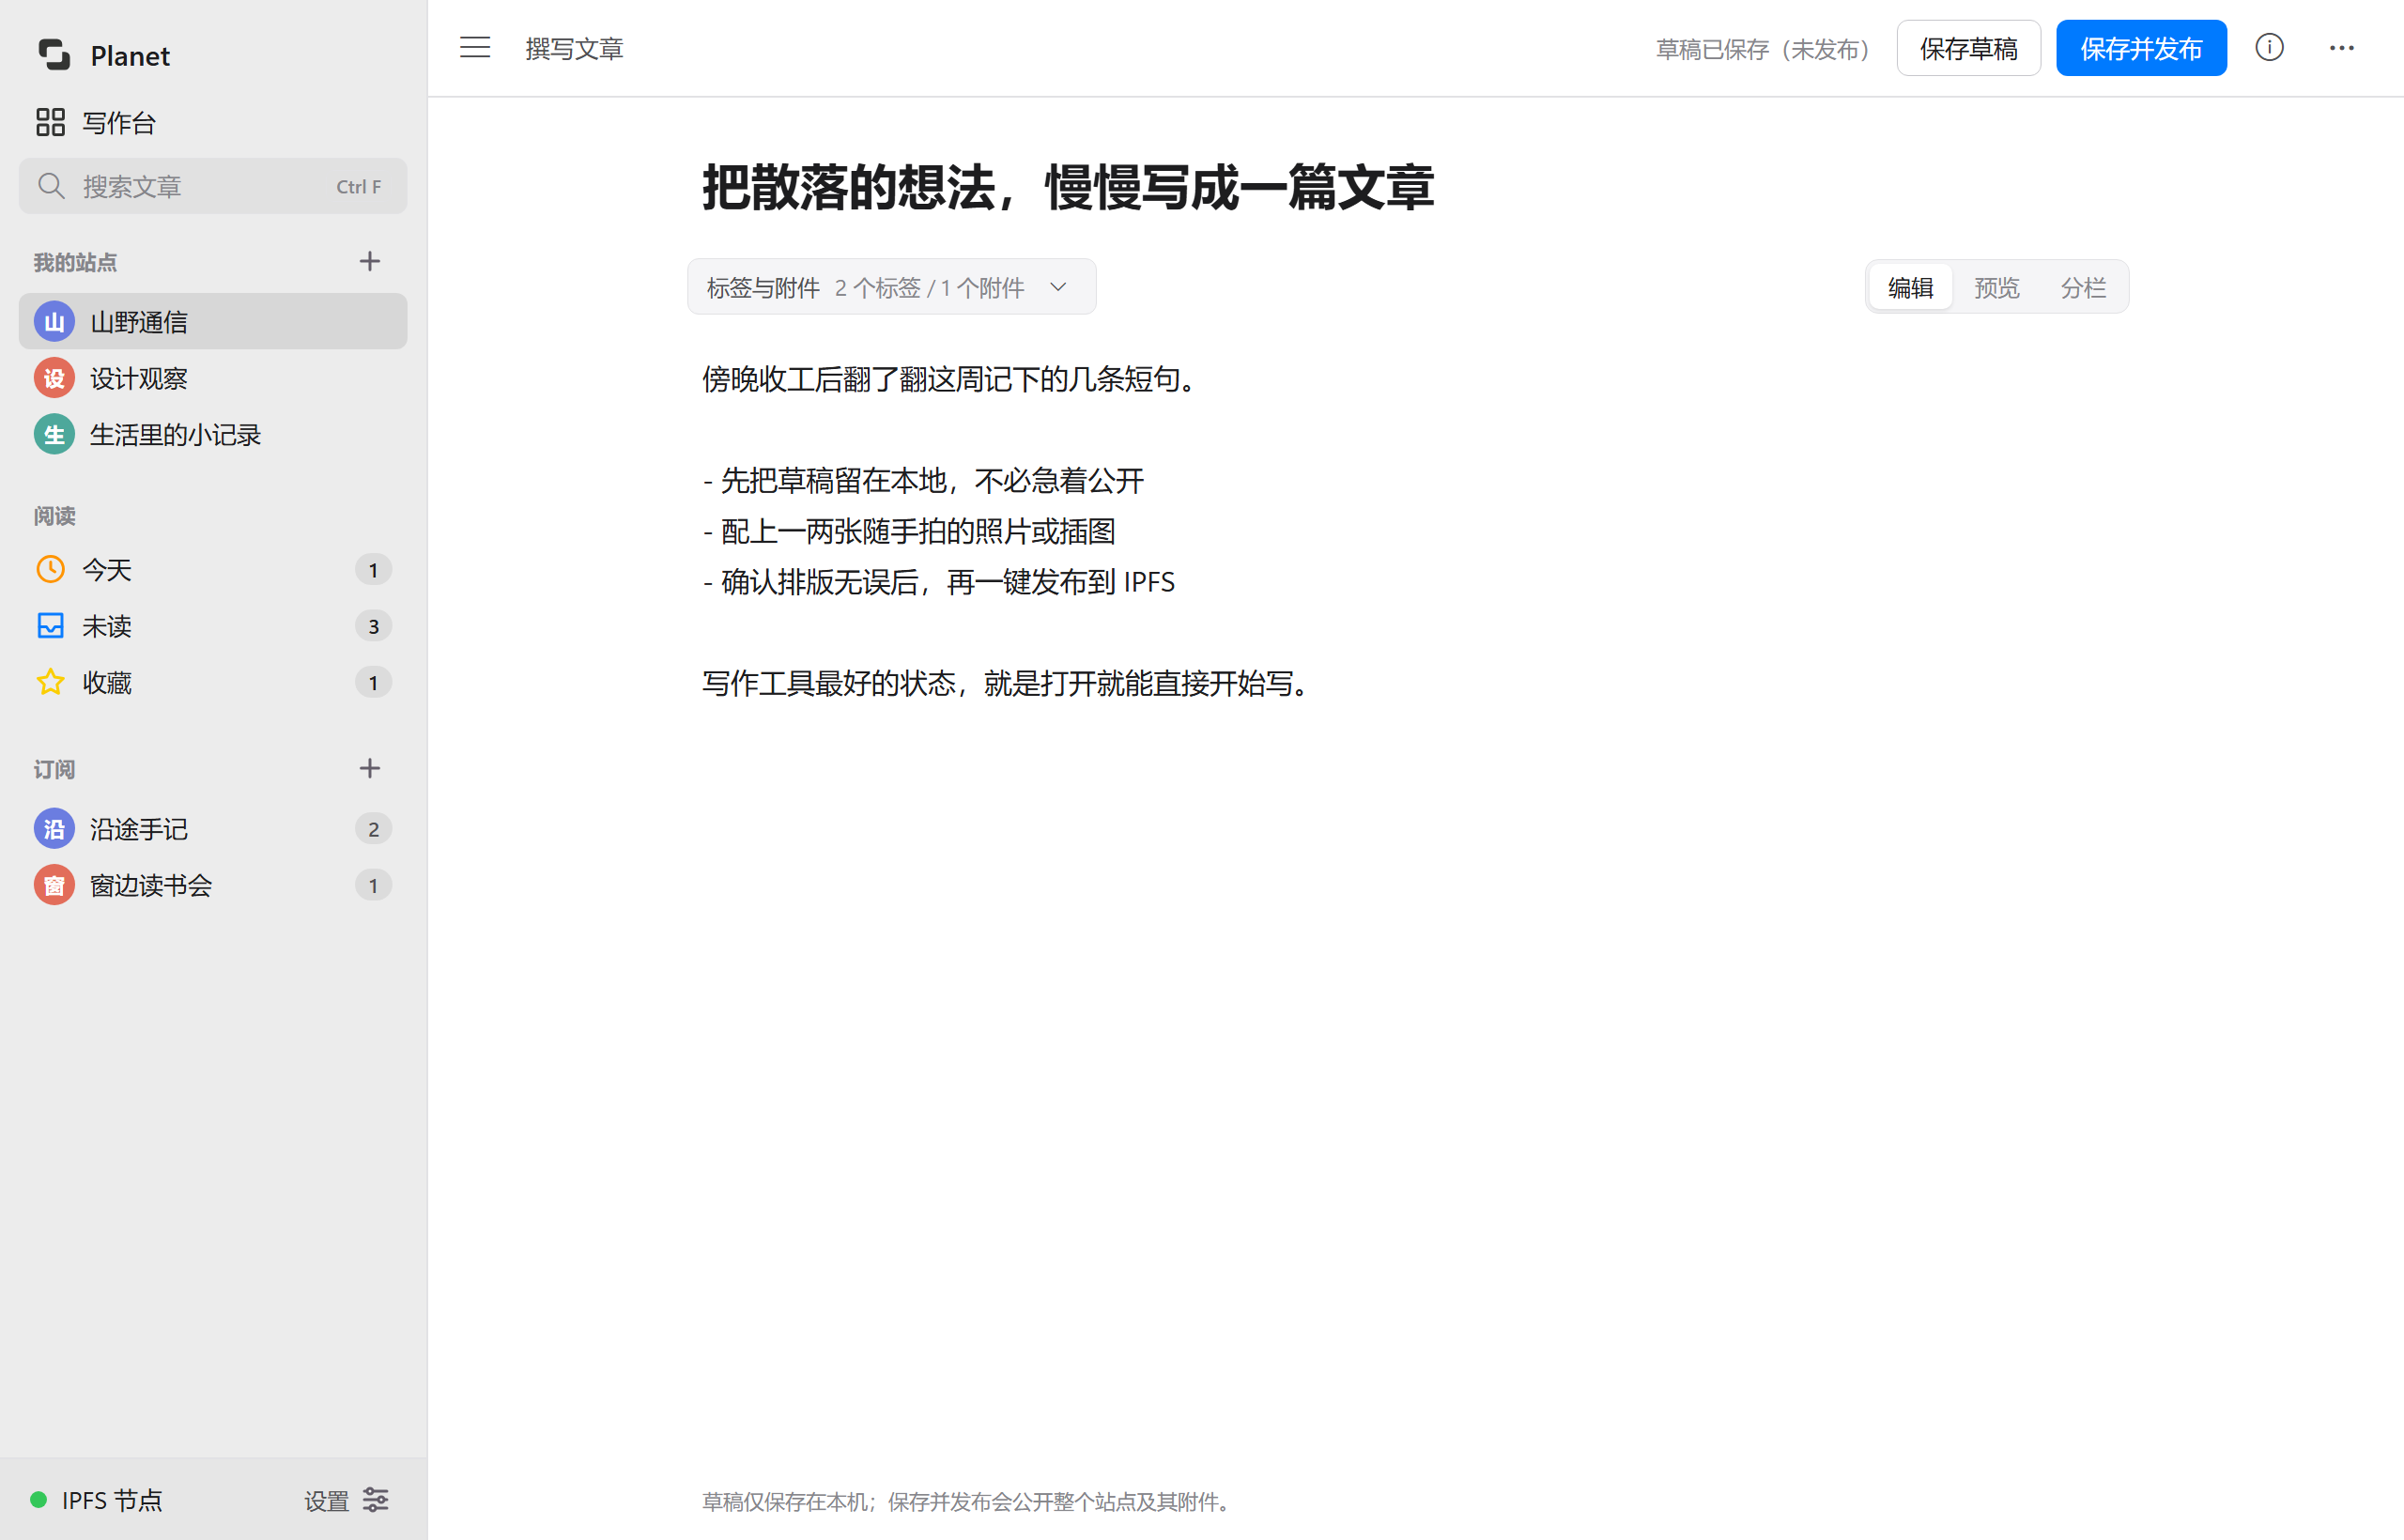 Planet
写作台
搜索文章 Ctrl F
我的站点
山 山野通信
设 设计观察
生 生活里的小记录
阅读
今天 1
未读 3
收藏 1
订阅
沿 沿途手记 2
窗 窗边读书会 1
IPFS 节点 设置
撰写文章 草稿已保存（未发布） 保存草稿 保存并发布
把散落的想法，慢慢写成一篇文章
标签与附件 2 个标签 / 1 个附件 编辑 预览 分栏
傍晚收工后翻了翻这周记下的几条短句。
- 先把草稿留在本地，不必急着公开
- 配上一两张随手拍的照片或插图
- 确认排版无误后，再一键发布到 IPFS
写作工具最好的状态，就是打开就能直接开始写。
草稿仅保存在本机；保存并发布会公开整个站点及其附件。